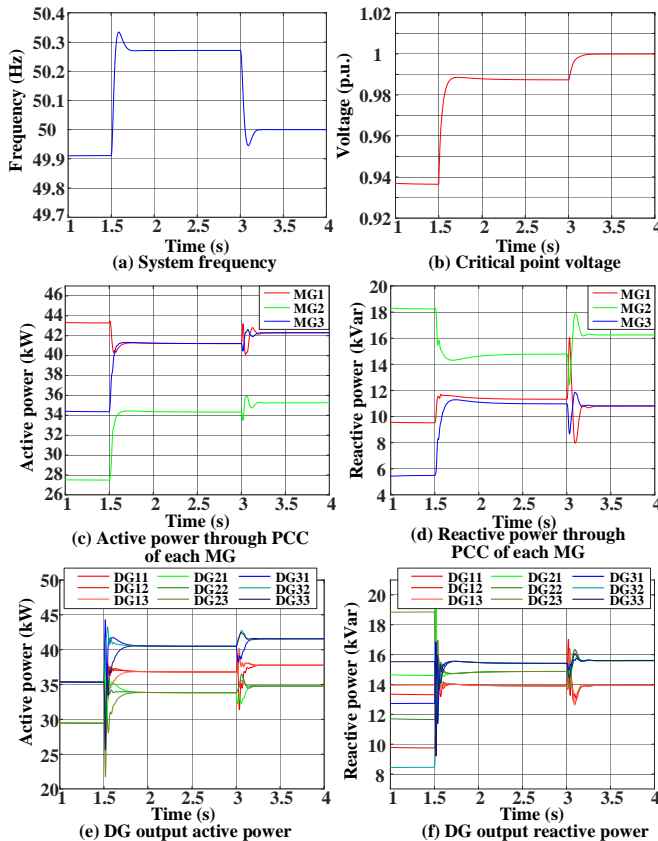 50.4
50.3
50.2
50.1
50
49.9
49.8
49.7
Frequency (Hz)
1 1.5 2 2.5 3 3.5 4
Time (s)
(a) System frequency
1.02
1
0.98
0.96
0.94
0.92
Voltage (p.u.)
1 1.5 2 2.5 3 3.5 4
Time (s)
(b) Critical point voltage
MG1
MG2
MG3
46
44
42
40
38
36
34
32
30
28
26
Active power (kW)
1 1.5 2 2.5 3 3.5 4
Time (s)
(c) Active power through PCC
of each MG
MG1
MG2
MG3
18
16
14
12
10
8
6
4
Reactive power (kVar)
1 1.5 2 2.5 3 3.5 4
Time (s)
(d) Reactive power through
PCC of each MG
DG11 DG21 DG31
DG12 DG22 DG32
DG13 DG23 DG33
50
45
40
35
30
25
20
Active power (kW)
1 1.5 2 2.5 3 3.5 4
Time (s)
(e) DG output active power
DG11 DG21 DG31
DG12 DG22 DG32
DG13 DG23 DG33
20
18
16
14
12
10
8
Reactive power (kVar)
1 1.5 2 2.5 3 3.5 4
Time (s)
(f) DG output reactive power